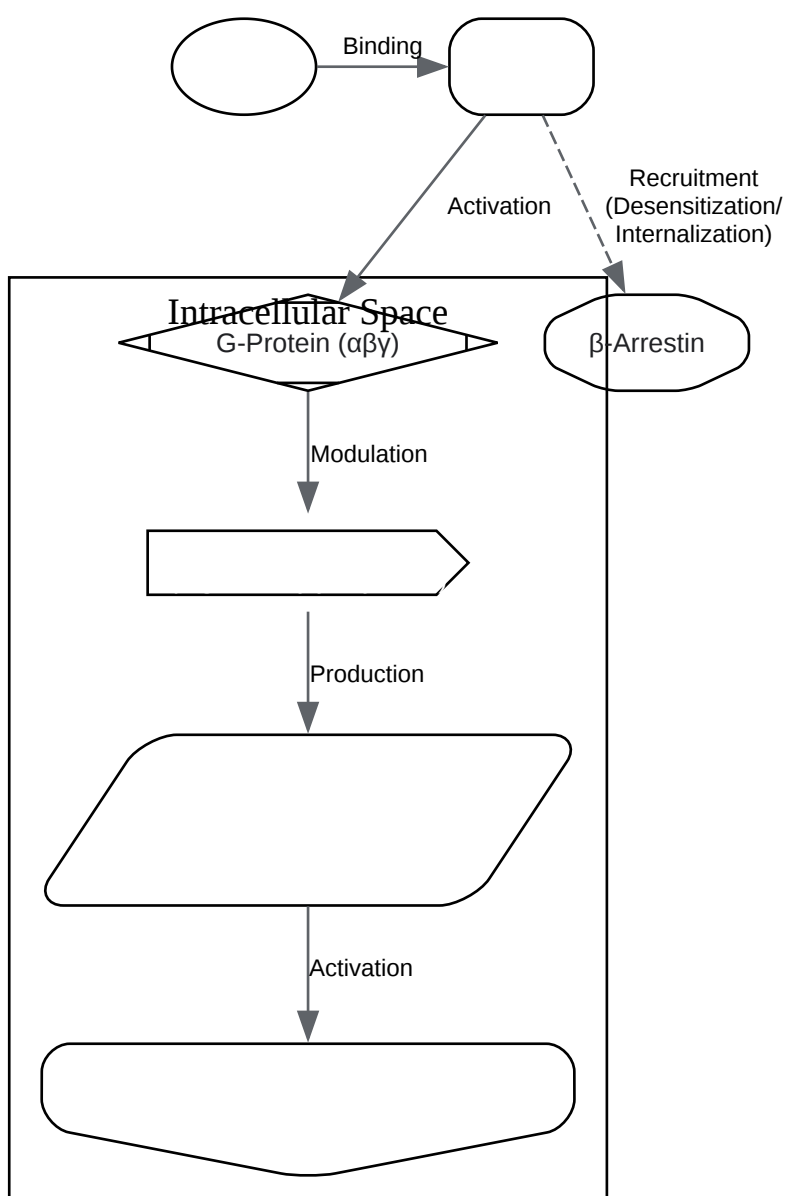 Binding
Activation
Recruitment
(Desensitization/
Internalization)
Intracellular Space
G-Protein (αβγ)
β-Arrestin
Modulation
Production
Activation